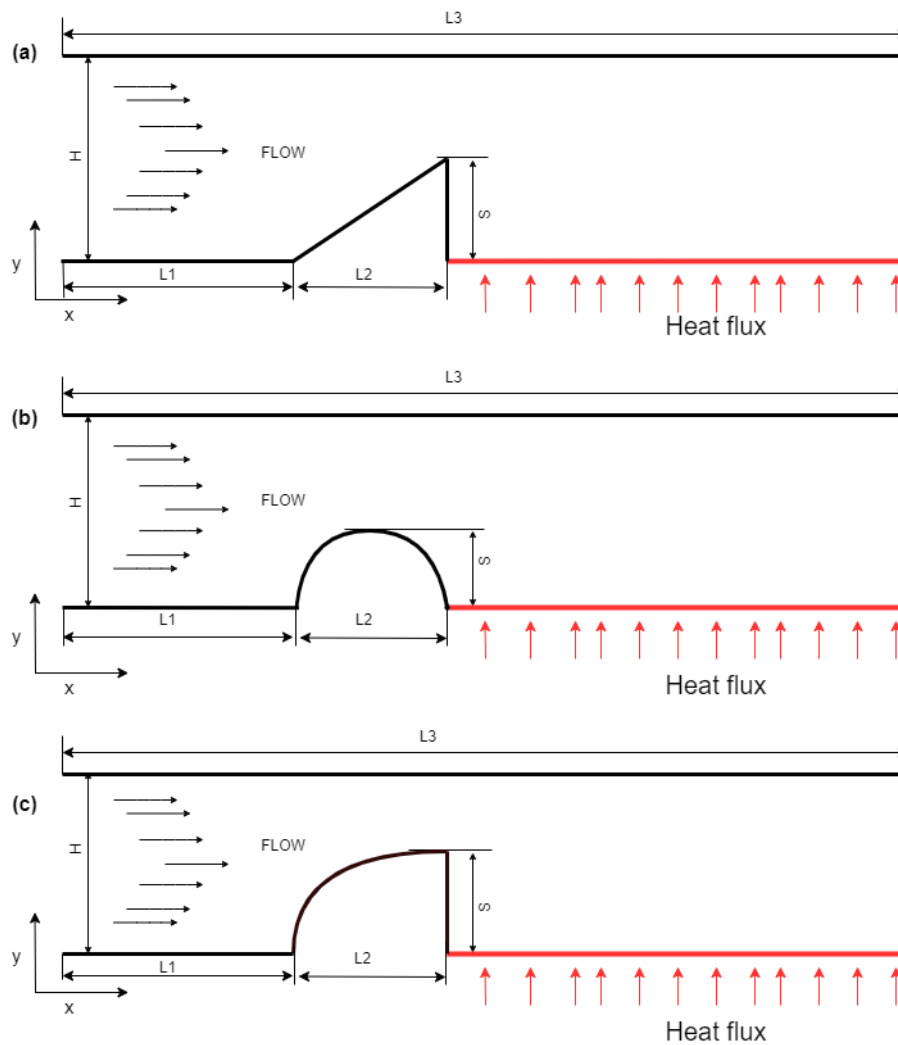 L3
(a)
H
FLOW
S
y
L1
L2
x
Heat flux
L3
(b)
H
FLOW
S
L1
L2
y
x
Heat flux
L3
(c)
H
FLOW
S
y
L1
L2
x
Heat flux